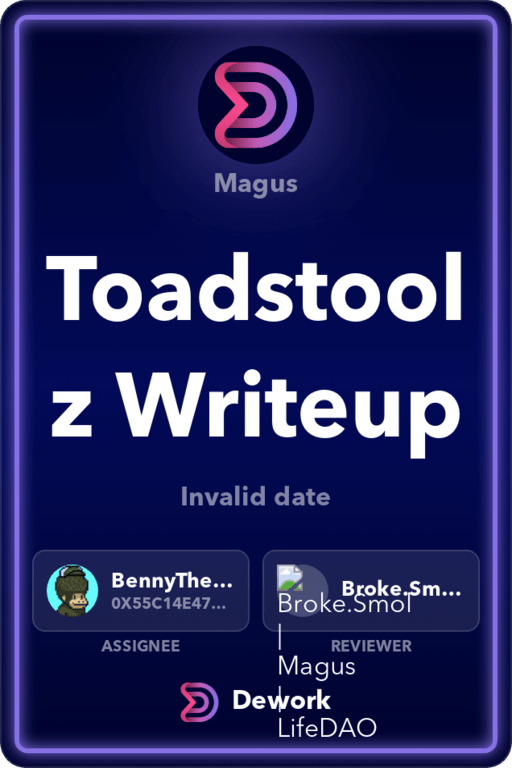 Magus
Toadstool
z Writeup
Invalid date
BennyThe...
0X55C14E47...
ASSIGNEE
Broke.Sm...
Broke.Smol
|
Magus
|
LifeDAO
REVIEWER
Dework